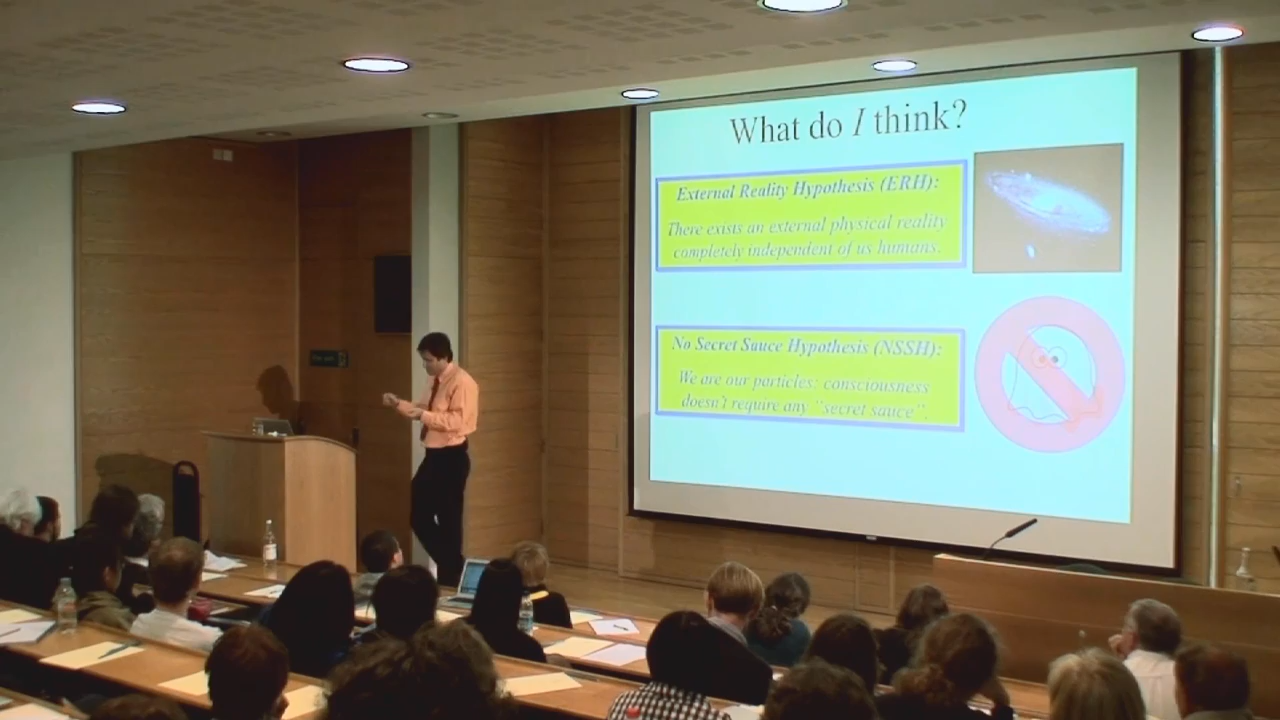 What do I think?
External Reality Hypothesis (ERH):
There exists an external physical reality
completely independent of us humans.
No Secret Sauce Hypothesis (NSSH):
We are our particles: consciousness
doesn't require any "secret sauce".